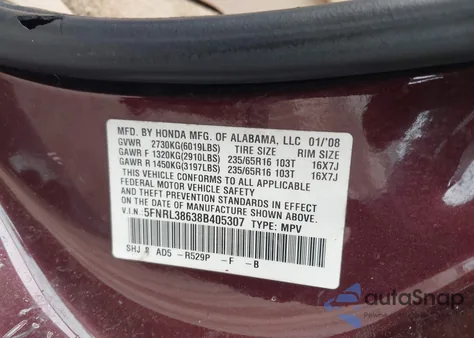 MFD. BY HONDA MFG. OF ALABAMA, LLC 01/'08
GVWR 2730KG(6019LBS) TIRE SIZE RIM SIZE
GAWR F 1320KG(2910LBS) 235/65R16 103T 16X7J
GAWR R 1450KG(3197LBS) 235/65R16 103T 16X7J
THIS VEHICLE CONFORMS TO ALL APPLICABLE
FEDERAL MOTOR VEHICLE SAFETY AND
THEFT PREVENTION STANDARDS IN EFFECT
ON THE DATE OF MANUFACTURE SHOWN ABOVE.
V.I.N: 5FNRL38638B405307 TYPE: MPV
SHJ 8 AD5 -R529P -F -B
autoSnap